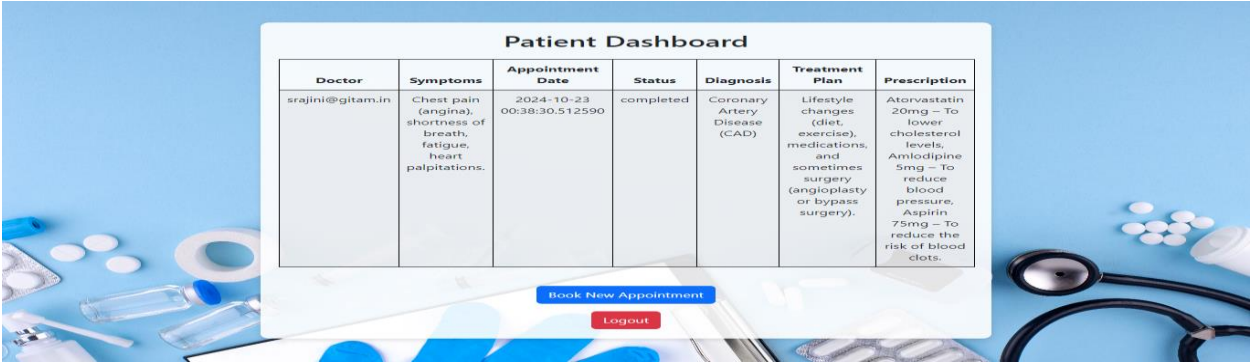 Patient Dashboard
Doctor
Symptoms
Appointment
Date
Status
Diagnosis
Treatment
Plan
Prescription
srajini@gitam.in
Chest pain
(angina),
shortness of
breath,
fatigue,
heart
palpitations.
2024-10-23
00:38:30.512590
completed
Coronary
Artery
Disease
(CAD)
Lifestyle
changes
(diet,
exercise),
medications,
and
sometimes
surgery
(angioplasty
or bypass
surgery).
Atorvastatin
20mg – To
lower
cholesterol
levels,
Amlodipine
5mg – To
reduce
blood
pressure,
Aspirin
75mg – To
reduce the
risk of blood
clots.
Book New Appointment
Logout